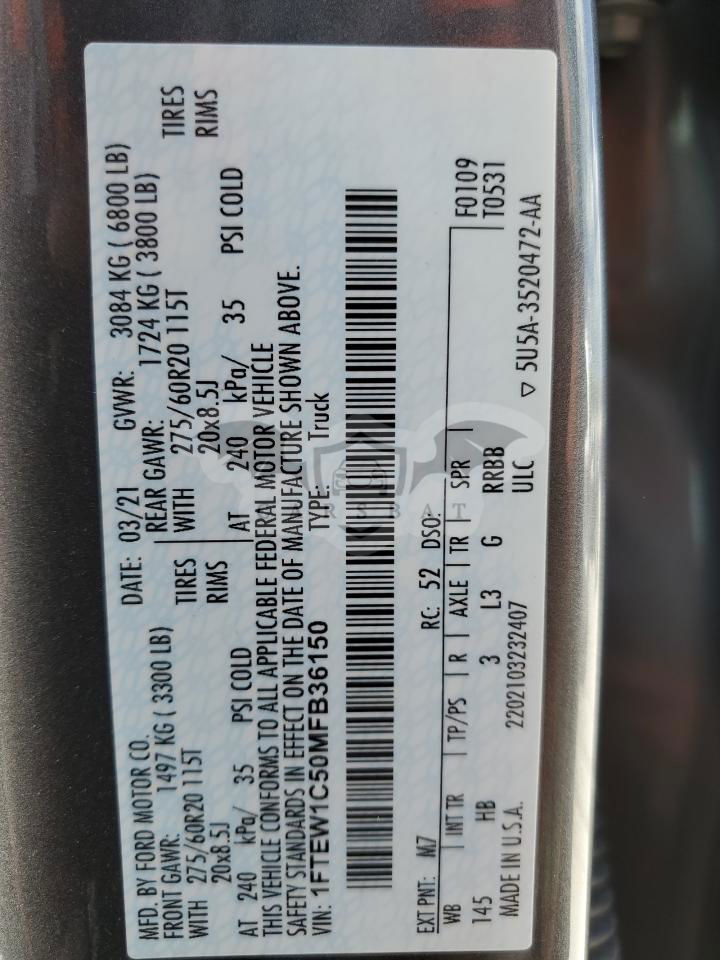 MFD. BY FORD MOTOR CO.
DATE: 03/21 GVWR: 3084 KG ( 6800 LB)
FRONT GAWR: 1497 KG ( 3300 LB) REAR GAWR: 1724 KG ( 3800 LB)
WITH 275/60R20 115T TIRES WITH 275/60R20 115T TIRES
20x8.5J RIMS 20x8.5J RIMS
AT 240 kPa/ 35 PSI COLD AT 240 kPa/ 35 PSI COLD
THIS VEHICLE CONFORMS TO ALL APPLICABLE FEDERAL MOTOR VEHICLE
SAFETY STANDARDS IN EFFECT ON THE DATE OF MANUFACTURE SHOWN ABOVE.
VIN: 1FTEW1C50MFB36150 TYPE: Truck
EXT PNT: M7 RC: 52 DSO:
WB INT TR TP/PS R AXLE TR SPR F0109
145 HB 3 L3 G RRBB T0531
MADE IN U.S.A. 2202103232407 ULC
▽ 5U5A-3520472-AA
RSBAT